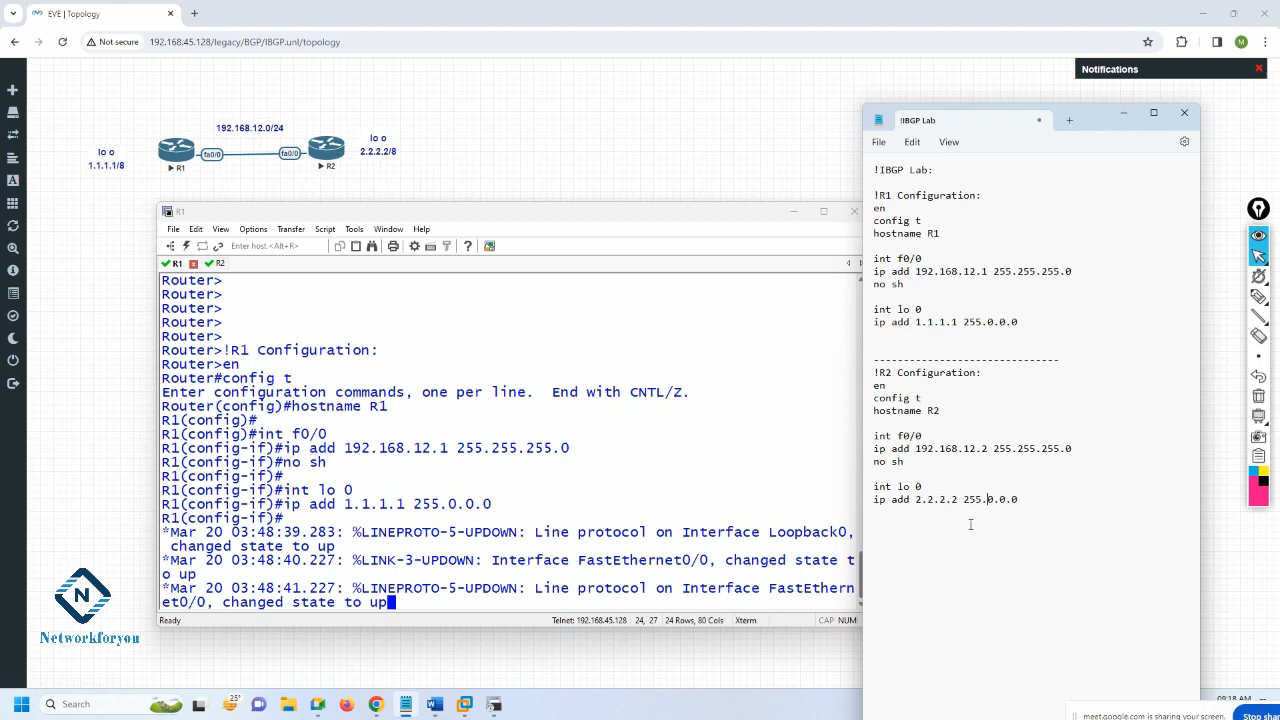 EVE | Topology
Not secure
192.168.45.128/legacy/BGP/IBGP.unl/topology
M
Notifications
192.168.12.0/24
lo o
1.1.1.1/8
fa0/0
fa0/0
R1
R2
lo o
2.2.2.2/8
R1
File Edit View Options Transfer Script Tools Window Help
Enter host <Alt+R>
R1
R2
Router>
Router>
Router>
Router>
Router>
Router>!R1 Configuration:
Router>en
Router#config t
Enter configuration commands, one per line.  End with CNTL/Z.
Router(config)#hostname R1
R1(config)#
R1(config)#int f0/0
R1(config-if)#ip add 192.168.12.1 255.255.255.0
R1(config-if)#no sh
R1(config-if)#
R1(config-if)#int lo 0
R1(config-if)#ip add 1.1.1.1 255.0.0.0
R1(config-if)#
*Mar 20 03:48:39.283: %LINEPROTO-5-UPDOWN: Line protocol on Interface Loopback0,
 changed state to up
*Mar 20 03:48:40.227: %LINK-3-UPDOWN: Interface FastEthernet0/0, changed state t
o up
*Mar 20 03:48:41.227: %LINEPROTO-5-UPDOWN: Line protocol on Interface FastEthern
et0/0, changed state to up
Ready
Telnet: 192.168.45.128
24, 27
24 Rows, 80 Cols
Xterm
CAP NUM
!IBGP Lab
File Edit View
!IBGP Lab:
!R1 Configuration:
en
config t
hostname R1
int f0/0
ip add 192.168.12.1 255.255.255.0
no sh
int lo 0
ip add 1.1.1.1 255.0.0.0
-----------------------------
!R2 Configuration:
en
config t
hostname R2
int f0/0
ip add 192.168.12.2 255.255.255.0
no sh
int lo 0
ip add 2.2.2.2 255.0.0.0
A
N
Networkforyou
Search
25°
meet.google.com is sharing your screen.
Stop